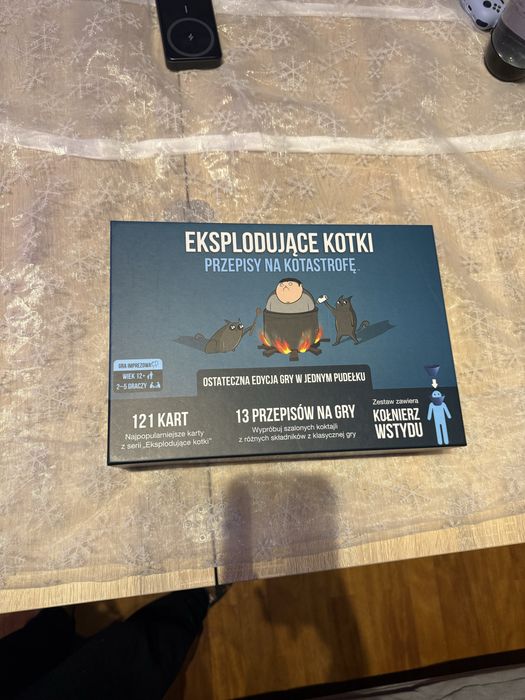 EKSPLODUJĄCE KOTKI
PRZEPISY NA KOTASTROFĘ
GRA IMPREZOWA
WIEK 12+
2–5 GRACZY
OSTATECZNA EDYCJA GRY W JEDNYM PUDEŁKU
121 KART
Najpopularniejsze karty
z serii „Eksplodujące kotki”
13 PRZEPISÓW NA GRY
Wypróbuj szalonych koktajli
z różnych składników z klasycznej gry
Zestaw zawiera
KOŁNIERZ
WSTYDU